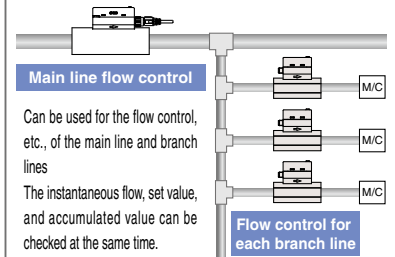 Main line flow control
Can be used for the flow control,
etc., of the main line and branch
lines
The instantaneous flow, set value,
and accumulated value can be
checked at the same time.
M/C
M/C
M/C
Flow control for
each branch line